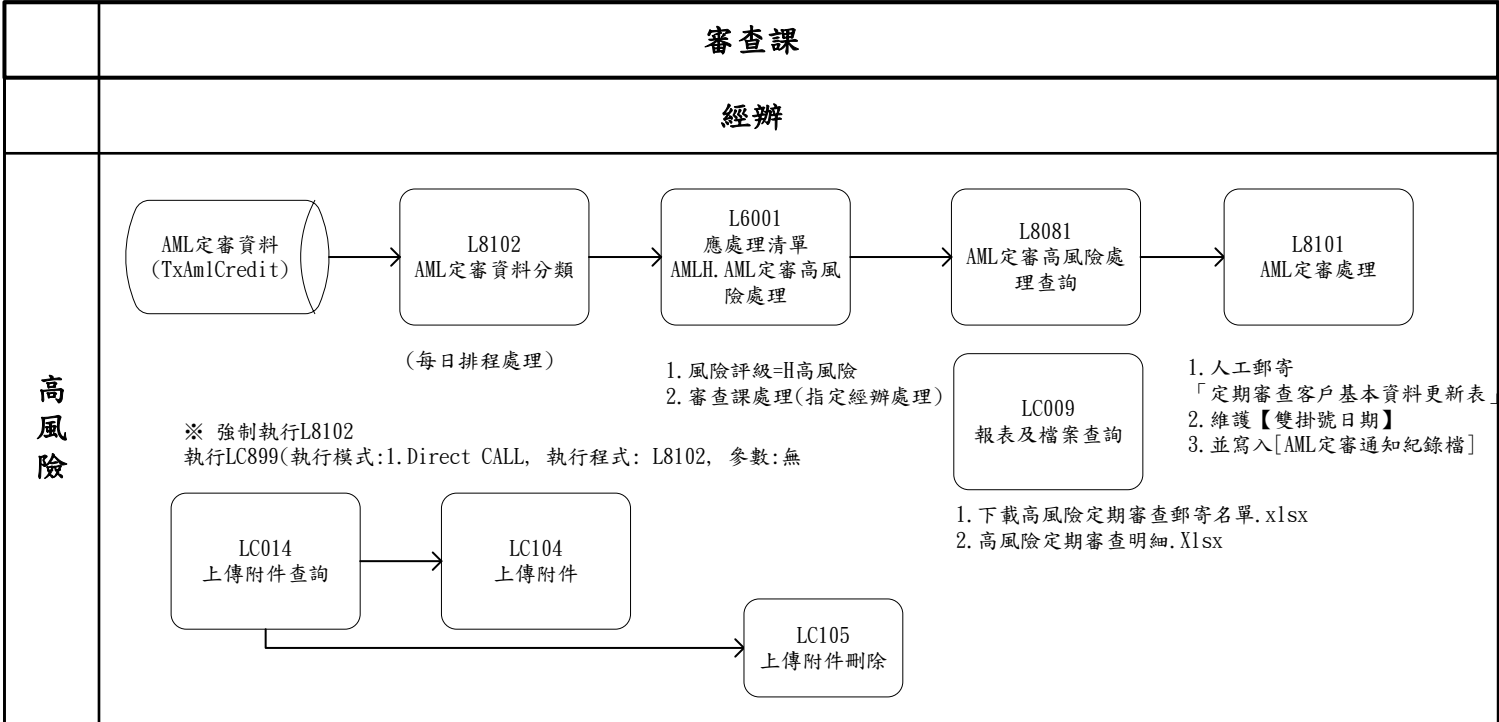 審查課
經辦
高
風
險
AML定審資料
(TxAmlCredit)
L8102
AML定審資料分類
L6001
應處理清單
AMLH.AML定審高風
險處理
L8081
AML定審高風險處
理查詢
L8101
AML定審處理
(每日排程處理)
1.風險評級=H高風險
2.審查課處理(指定經辦處理)
LC009
報表及檔案查詢
1.人工郵寄
「定期審查客戶基本資料更新表」
2.維護【雙掛號日期】
3.並寫入[AML定審通知紀錄檔]
※ 強制執行L8102
執行LC899(執行模式:1.Direct CALL, 執行程式: L8102, 參數:無
1.下載高風險定期審查郵寄名單.xlsx
2.高風險定期審查明細.Xlsx
LC014
上傳附件查詢
LC104
上傳附件
LC105
上傳附件刪除